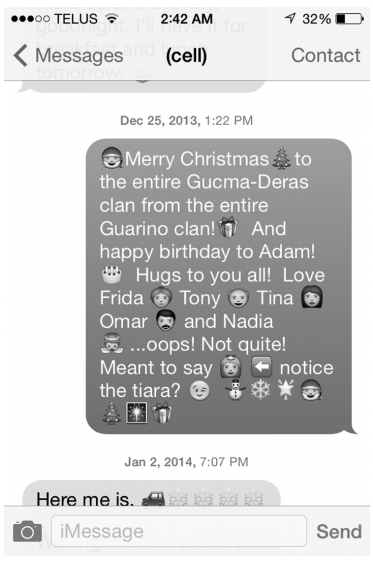 TELUS 2:42 AM 32%
Messages (cell) Contact
goodnight, I'll have it for
breakfast and
tomorrow.
Dec 25, 2013, 1:22 PM
🎅Merry Christmas🎄to
the entire Gucma-Deras
clan from the entire
Guarino clan!🎁 And
happy birthday to Adam!
🎂 Hugs to you all! Love
Frida 👵 Tony 👴 Tina 👩
Omar 👨 and Nadia
👼 ...oops! Not quite!
Meant to say 👸 ⬅️ notice
the tiara? 😉 ⛄❄🌟🎅
🎄🎆🎁
Jan 2, 2014, 7:07 PM
Here me is. 🚗
iMessage Send